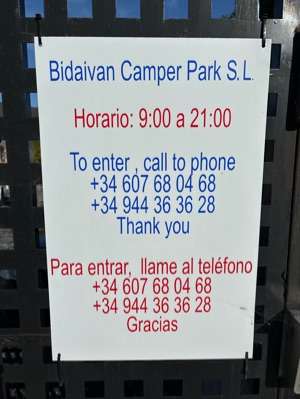 Bidaivan Camper Park S.L.
Horario: 9:00 a 21:00
To enter , call to phone
+34 607 68 04 68
+34 944 36 36 28
Thank you
Para entrar, llame al teléfono
+34 607 68 04 68
+34 944 36 36 28
Gracias